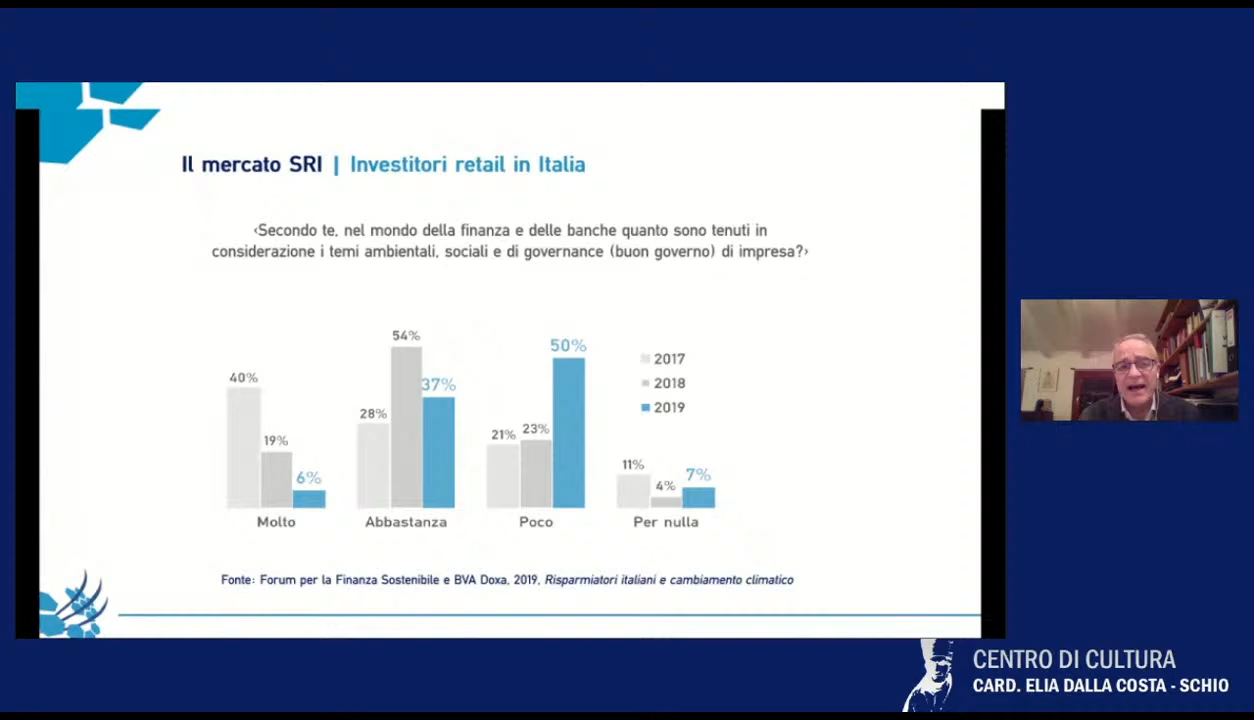 Il mercato SRI | Investitori retail in Italia
‹Secondo te, nel mondo della finanza e delle banche quanto sono tenuti in
considerazione i temi ambientali, sociali e di governance (buon governo) di impresa?›
40%
19%
6%
Molto
28%
54%
37%
Abbastanza
21%
23%
50%
Poco
11%
4%
7%
Per nulla
2017
2018
2019
Fonte: Forum per la Finanza Sostenibile e BVA Doxa, 2019, Risparmiatori italiani e cambiamento climatico
CENTRO DI CULTURA
CARD. ELIA DALLA COSTA - SCHIO